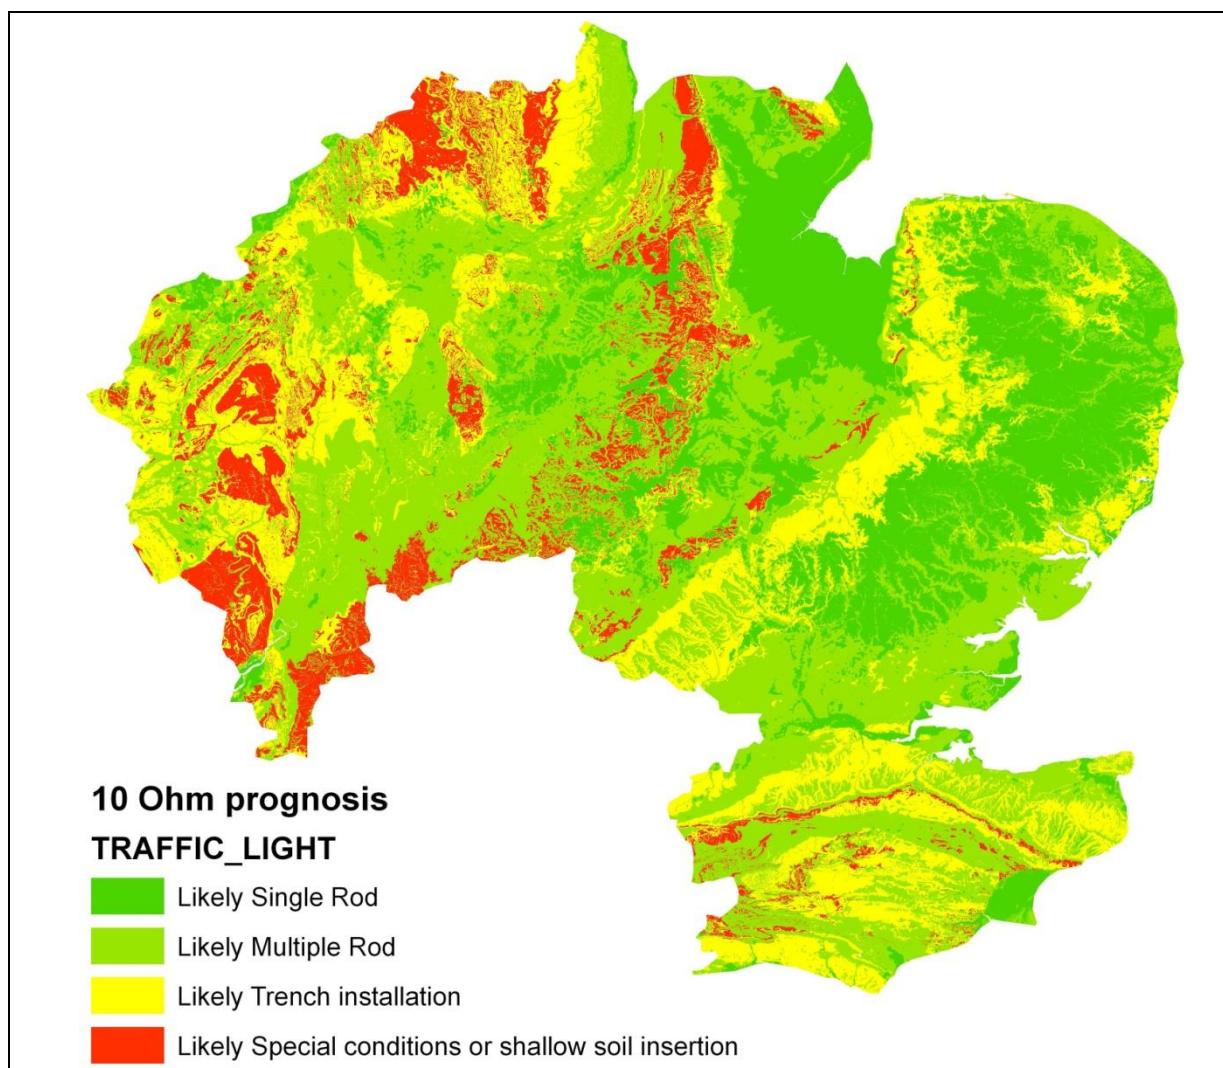 10 Ohm prognosis
TRAFFIC_LIGHT
Likely Single Rod
Likely Multiple Rod
Likely Trench installation
Likely Special conditions or shallow soil insertion